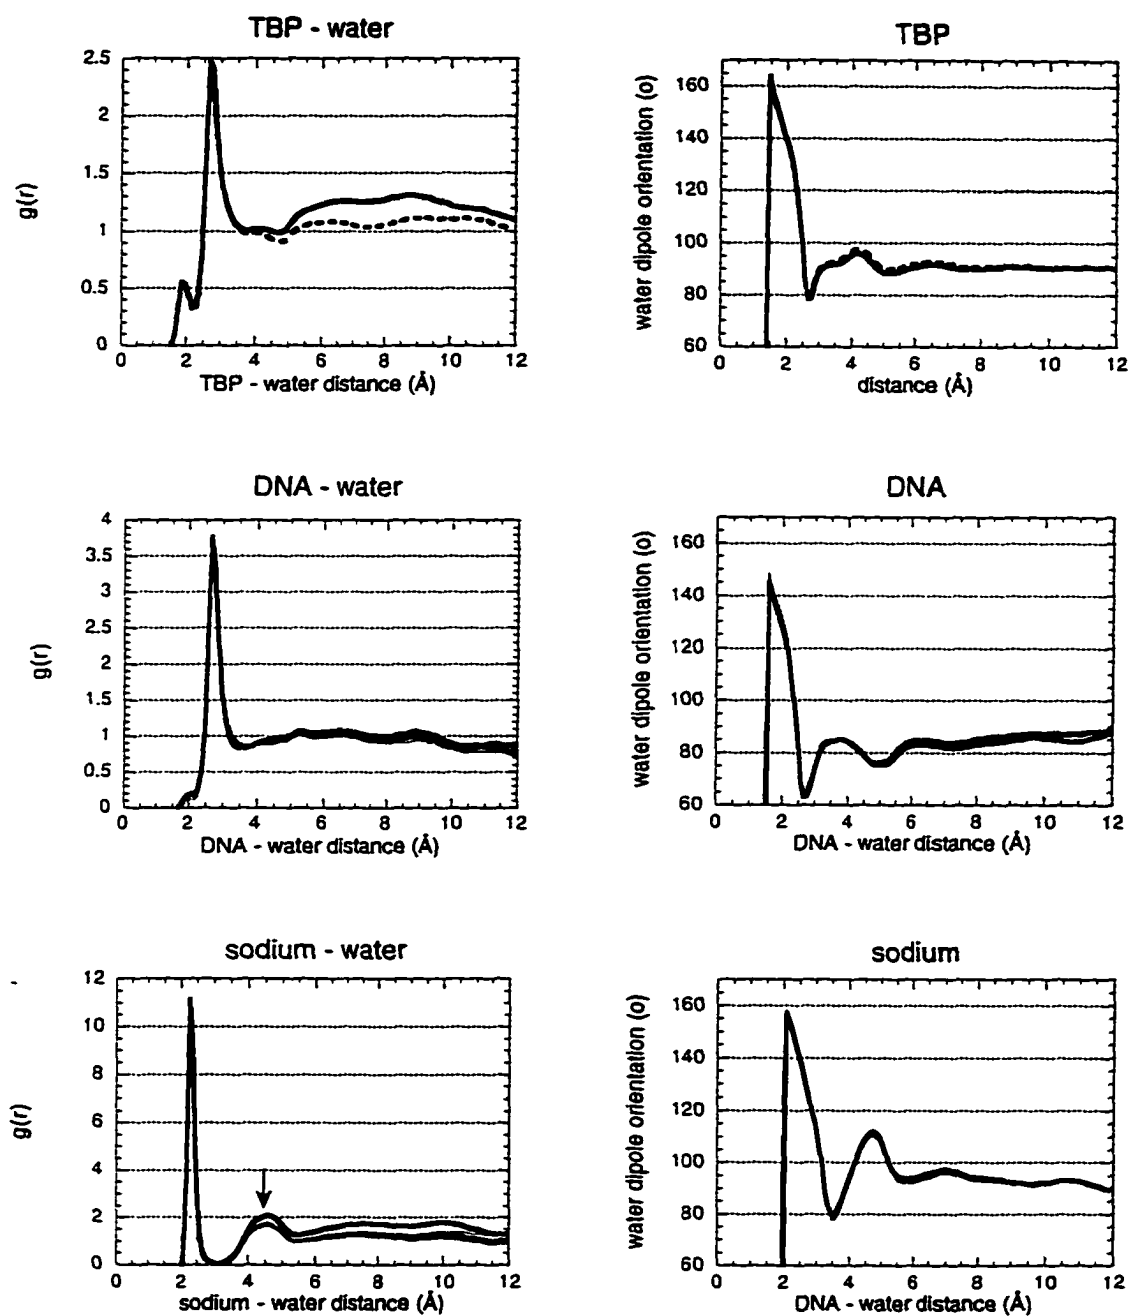 TBP - water
2.5
2
1.5
1
0.5
0
g(r)
0 2 4 6 8 10 12
TBP - water distance (Å)
TBP
160
140
120
100
80
60
water dipole orientation (o)
0 2 4 6 8 10 12
distance (Å)
DNA - water
4
3.5
3
2.5
2
1.5
1
0.5
0
g(r)
0 2 4 6 8 10 12
DNA - water distance (Å)
DNA
160
140
120
100
80
60
water dipole orientation (o)
0 2 4 6 8 10 12
DNA - water distance (Å)
sodium - water
12
10
8
6
4
2
0
g(r)
0 2 4 6 8 10 12
sodium - water distance (Å)
sodium
160
140
120
100
80
60
water dipole orientation (o)
0 2 4 6 8 10 12
DNA - water distance (Å)